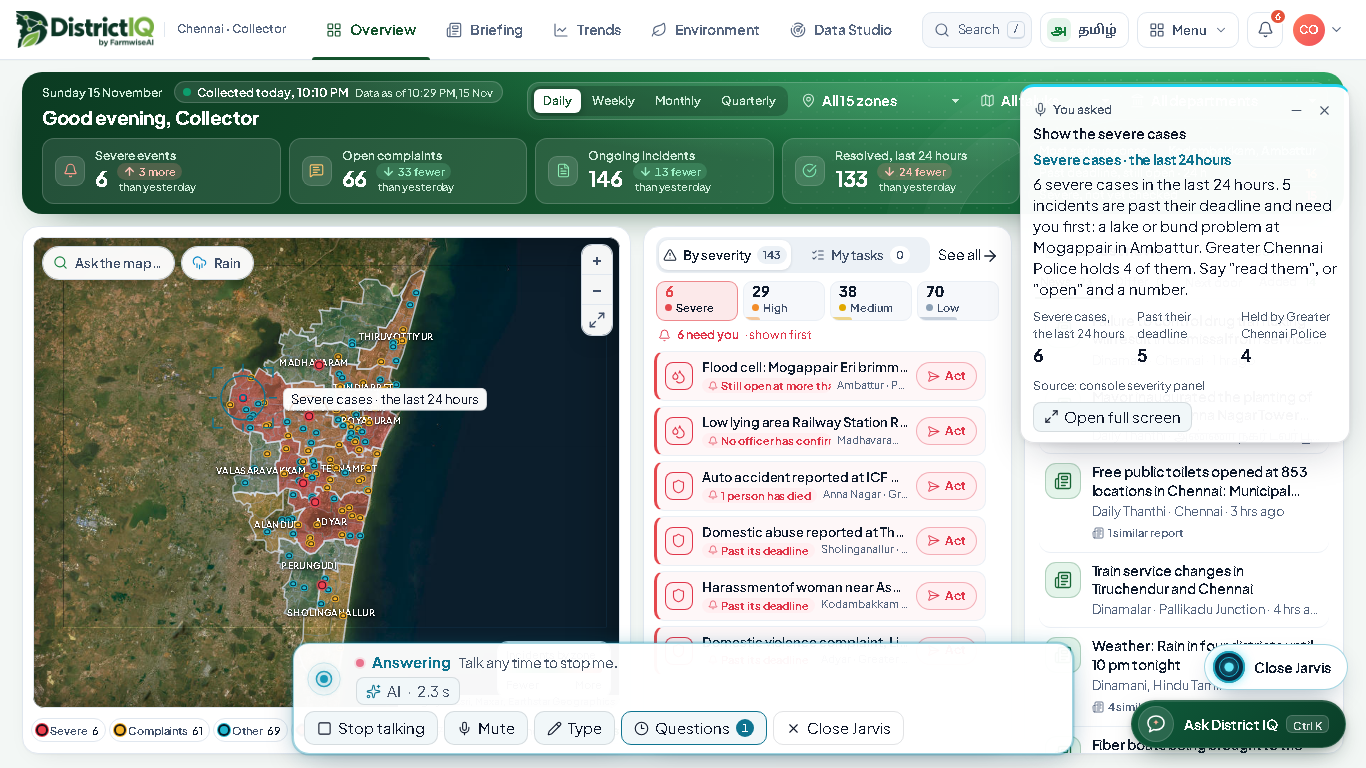 DistrictIQ
by FarmwiseAI
Chennai · Collector
Overview
Briefing
Trends
Environment
Data Studio
Search /
அ தமிழ்
Menu
6
CO
Sunday 15 November
Collected today, 10:10 PM Data as of 10:29 PM, 15 Nov
Good evening, Collector
Daily Weekly Monthly Quarterly
All 15 zones
Severe events
6 ↑ 3 more
than yesterday
Open complaints
66 ↓ 33 fewer
than yesterday
Ongoing incidents
146 ↓ 13 fewer
than yesterday
Resolved, last 24 hours
133 ↓ 24 fewer
than yesterday
You asked
Show the severe cases
Severe cases · the last 24 hours
6 severe cases in the last 24 hours. 5
incidents are past their deadline and need
you first: a lake or bund problem at
Mogappair in Ambattur. Greater Chennai
Police holds 4 of them. Say "read them", or
"open" and a number.
Severe cases,
the last 24 hours
6
Past their
deadline
5
Held by Greater
Chennai Police
4
Source: console severity panel
Open full screen
Ask the map...
Rain
+
−
THIRUVOTTIYUR
MADHAVARAM
Severe cases · the last 24 hours
ROYAPURAM
VALASARAVAKKAM
ADYAR
PERUNGUDI
SHOLINGANALLUR
Severe 6
Complaints 61
Other 69
By severity 143
My tasks 0
See all →
6
Severe
29
High
38
Medium
70
Low
6 need you · shown first
Flood cell: Mogappair Eri brimm...
Still open at more tha Ambattur · P...
Act
Low lying area Railway Station R...
No officer has confir Madhavara...
Act
Auto accident reported at ICF ...
1 person has died Anna Nagar · Gr...
Act
Domestic abuse reported at Th...
Past its deadline Sholinganallur · ...
Act
Harassment of woman near As...
Past its deadline Kodambakkam ...
Act
Free public toilets opened at 853
locations in Chennai: Municipal...
Daily Thanthi · Chennai · 3 hrs ago
1 similar report
Train service changes in
Tiruchendur and Chennai
Dinamalar · Pallikadu Junction · 4 hrs a...
Weather: Rain in four districts until
10 pm tonight
Dinamani, Hindu Tam...
Answering Talk any time to stop me.
AI · 2.3 s
Stop talking
Mute
Type
Questions 1
Close Jarvis
Close Jarvis
Ask District IQ Ctrl K